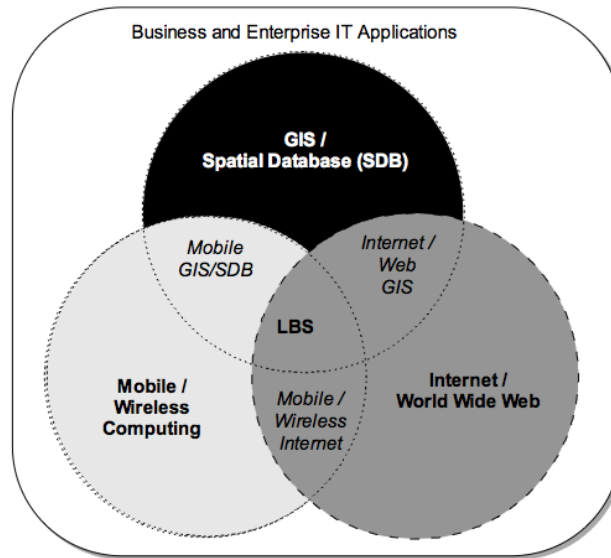 Business and Enterprise IT Applications
GIS /
Spatial Database (SDB)
Mobile
GIS/SDB
Internet /
Web
GIS
LBS
Mobile /
Wireless
Computing
Mobile /
Wireless
Internet
Internet /
World Wide Web